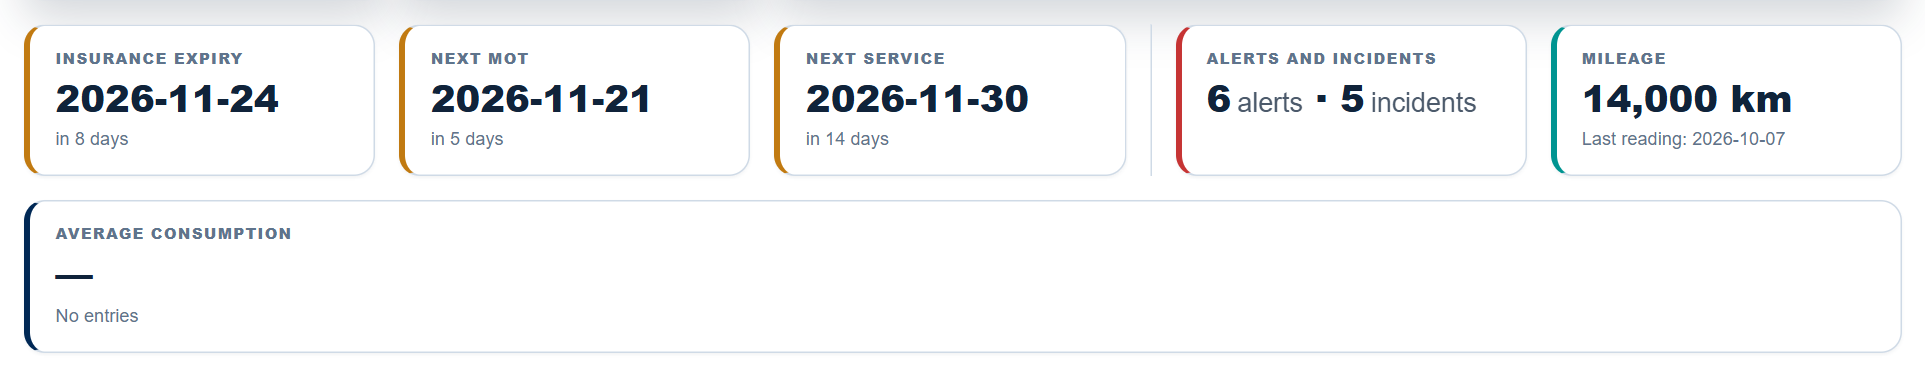 INSURANCE EXPIRY
2026-11-24
in 8 days
NEXT MOT
2026-11-21
in 5 days
NEXT SERVICE
2026-11-30
in 14 days
ALERTS AND INCIDENTS
6 alerts · 5 incidents
MILEAGE
14,000 km
Last reading: 2026-10-07
AVERAGE CONSUMPTION
—
No entries